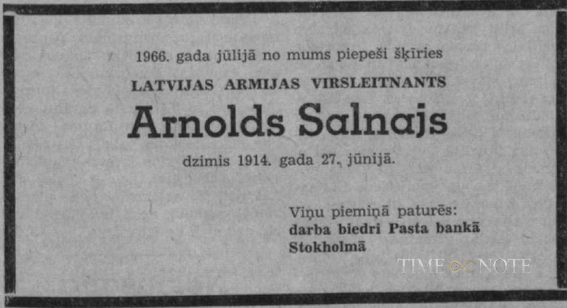 1966. gada jūlijā no mums piepeši šķīries
LATVIJAS ARMIJAS VIRSLEITNANTS
Arnolds Salnajs
dzimis 1914. gada 27. jūnijā.
Viņu piemiņā paturēs:
darba biedri Pasta bankā
Stokholmā
TIME NOTE